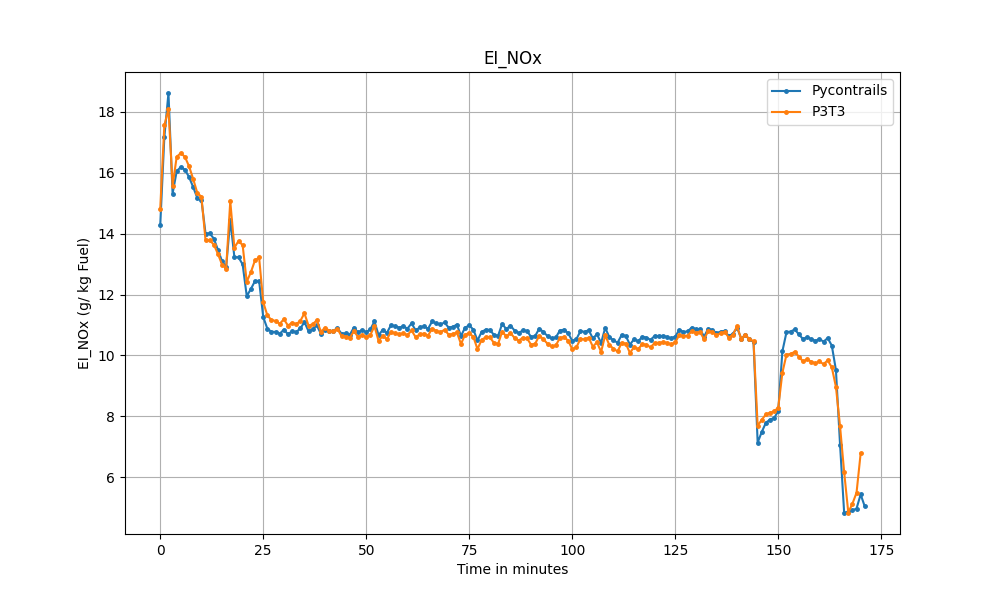 EI_NOx
Pycontrails
P3T3
EI_NOx (g/ kg Fuel)
18
16
14
12
10
8
6
0 25 50 75 100 125 150 175
Time in minutes